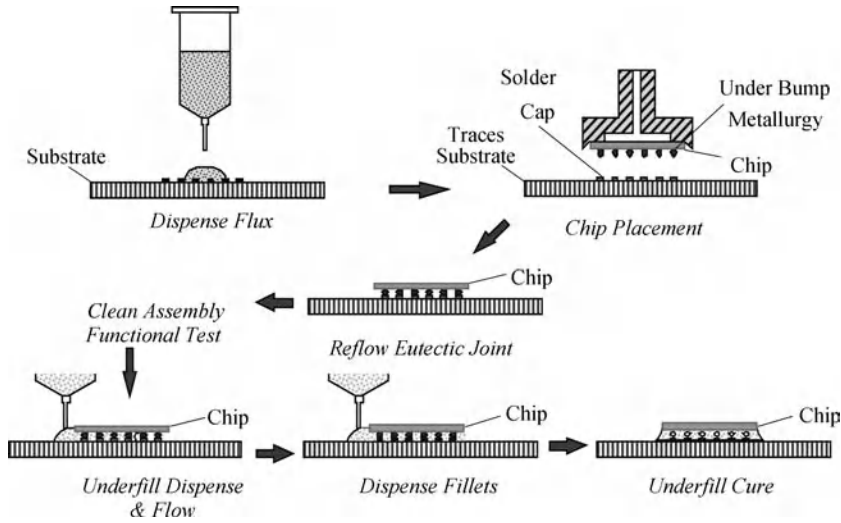 Substrate
Dispense Flux
Solder
Cap
Traces
Substrate
Under Bump
Metallurgy
Chip
Chip Placement
Chip
Reflow Eutectic Joint
Clean Assembly
Functional Test
Chip
Underfill Dispense
& Flow
Chip
Dispense Fillets
Chip
Underfill Cure